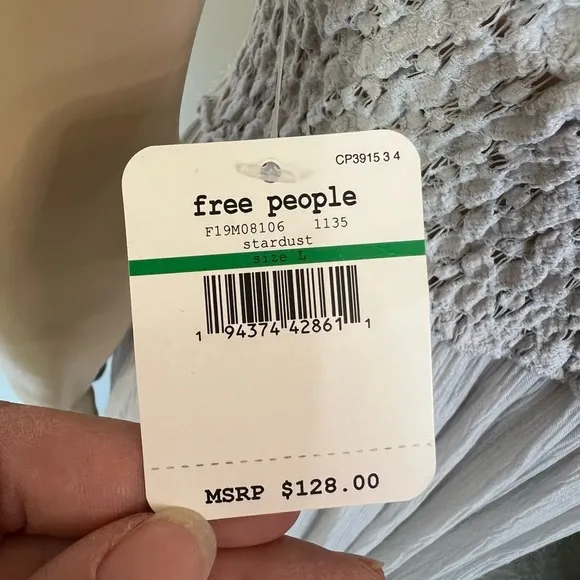 CP3915 3 4
free people
F19M08106 1135
stardust
size L
1 94374 42861 1
MSRP $128.00